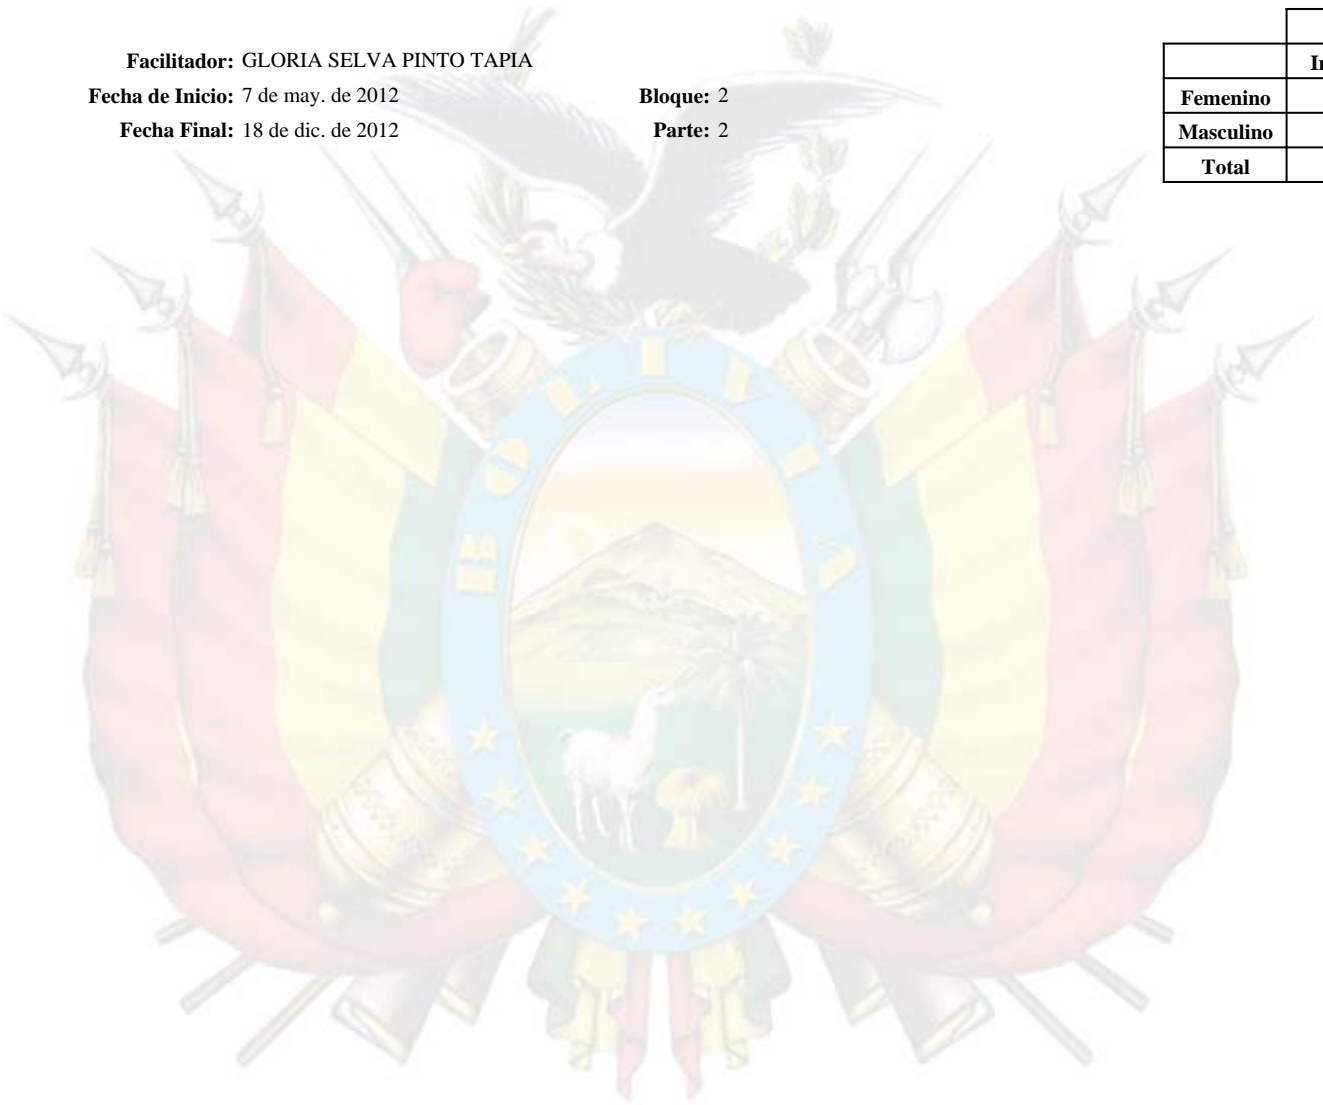 Facilitador: GLORIA SELVA PINTO TAPIA
Fecha de Inicio: 7 de may. de 2012 Bloque: 2
Fecha Final: 18 de dic. de 2012 Parte: 2
Femenino
Masculino
Total
BOLIVIA